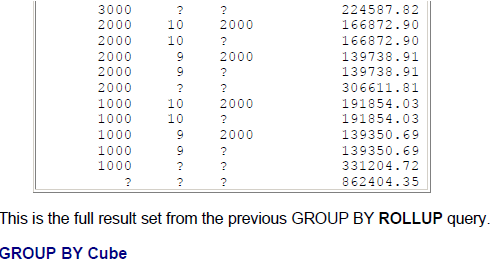 3000 ? ? 224587.82
2000 10 2000 166872.90
2000 10 ? 166872.90
2000 9 2000 139738.91
2000 9 ? 139738.91
2000 ? ? 306611.81
1000 10 2000 191854.03
1000 10 ? 191854.03
1000 9 2000 139350.69
1000 9 ? 139350.69
1000 ? ? 331204.72
? ? ? 862404.35
This is the full result set from the previous GROUP BY ROLLUP query.
GROUP BY Cube